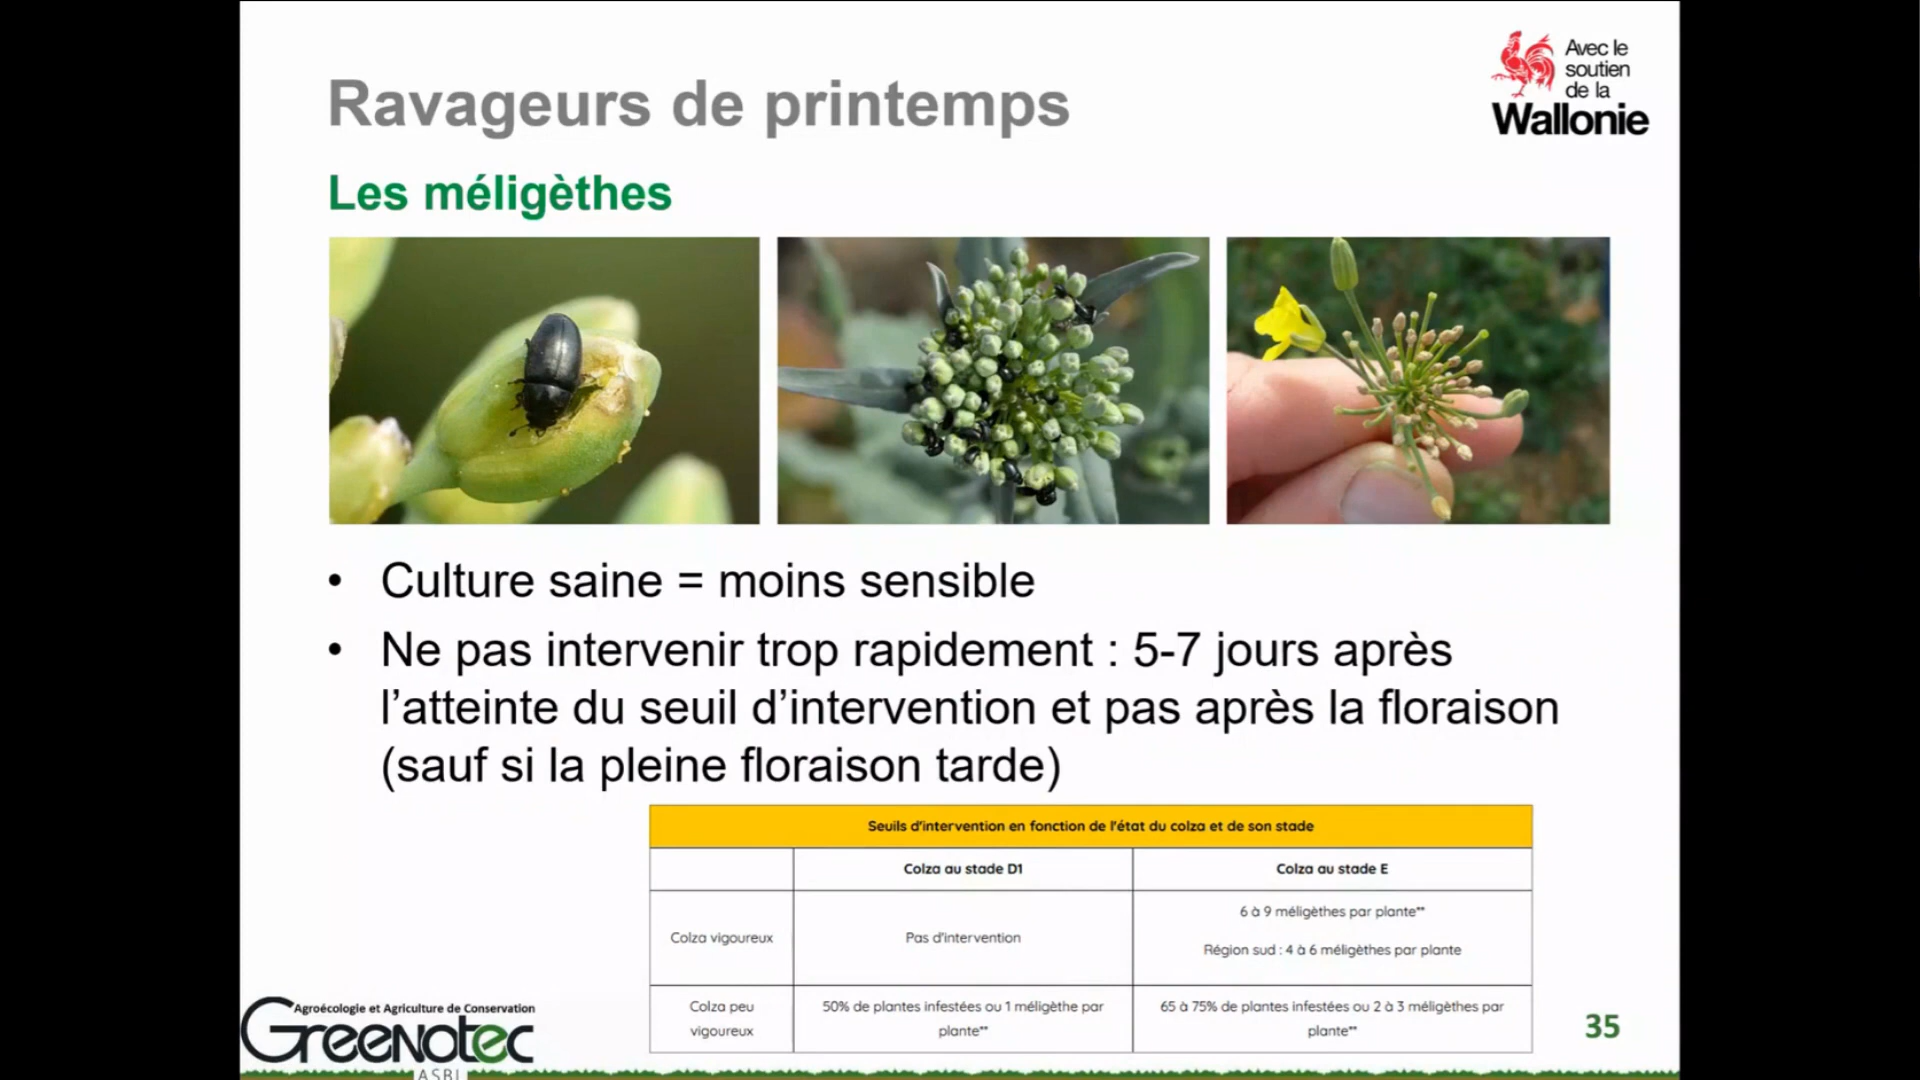 Ravageurs de printemps
Avec le
soutien
de la
Wallonie
Les méligèthes
• Culture saine = moins sensible
• Ne pas intervenir trop rapidement : 5-7 jours après
l’atteinte du seuil d’intervention et pas après la floraison
(sauf si la pleine floraison tarde)
Seuils d'intervention en fonction de l'état du colza et de son stade
Colza au stade D1
Colza au stade E
Colza vigoureux
Pas d'intervention
6 à 9 méligèthes par plante**
Région sud : 4 à 6 méligèthes par plante
Colza peu
vigoureux
50% de plantes infestées ou 1 méligèthe par
plante**
65 à 75% de plantes infestées ou 2 à 3 méligèthes par
plante**
Agroécologie et Agriculture de Conservation
Greenotec
ASBL
35